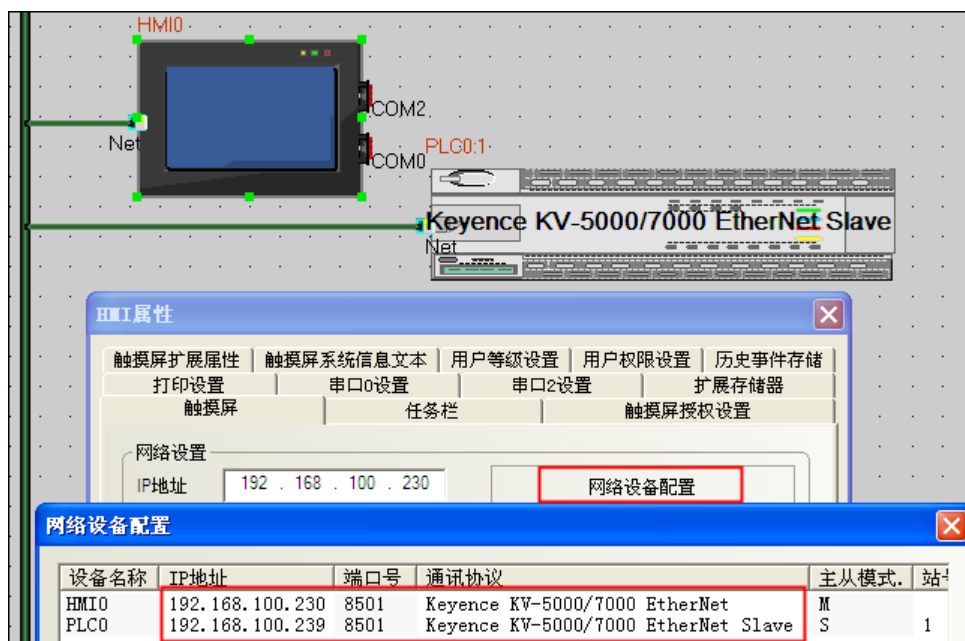 HMI0
COM2
Net
COM0
PLC0:1
Keyence KV-5000/7000 EtherNet Slave
Net
HMI属性
触摸屏扩展属性 触摸屏系统信息文本 用户等级设置 用户权限设置 历史事件存储
打印设置 串口0设置 串口2设置 扩展存储器
触摸屏 任务栏 触摸屏授权设置
网络设置
IP地址 192 . 168 . 100 . 230 网络设备配置
网络设备配置
设备名称 IP地址 端口号 通讯协议 主从模式. 站号
HMI0 192.168.100.230 8501 Keyence KV-5000/7000 EtherNet M
PLC0 192.168.100.239 8501 Keyence KV-5000/7000 EtherNet Slave S 1